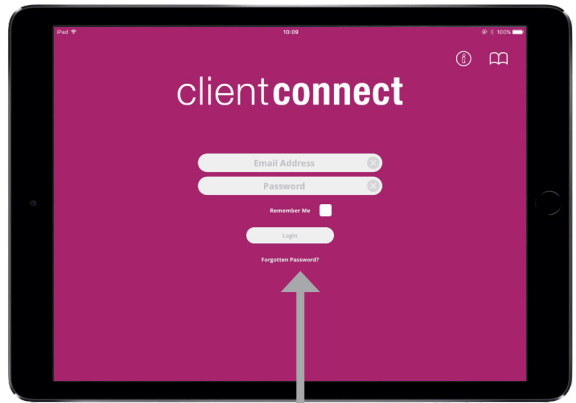 iPad 10:09 100%
clientconnect
Email Address
Password
Remember Me
Login
Forgotten Password?